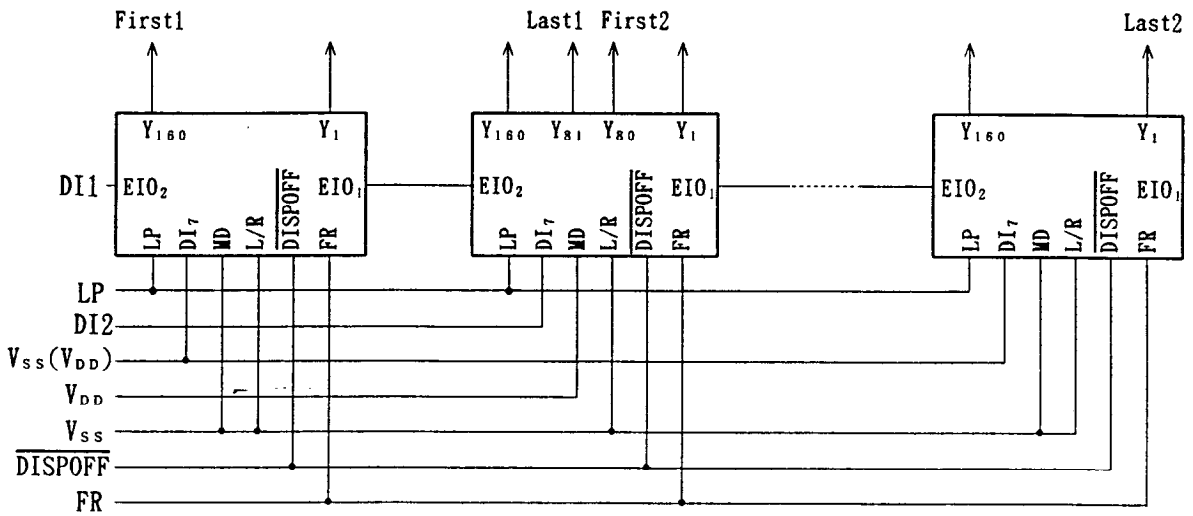 First1 Last1 First2 Last2
Y160 Y1 Y160 Y81 Y80 Y1 Y160 Y1
DI1 EIO2 EIO1 EIO2 EIO1 EIO2 EIO1
LP DI7 MD L/R DISPOFF FR LP DI7 MD L/R DISPOFF FR LP DI7 MD L/R DISPOFF FR
LP
DI2
VSS(VDD)
VDD
VSS
DISPOFF
FR